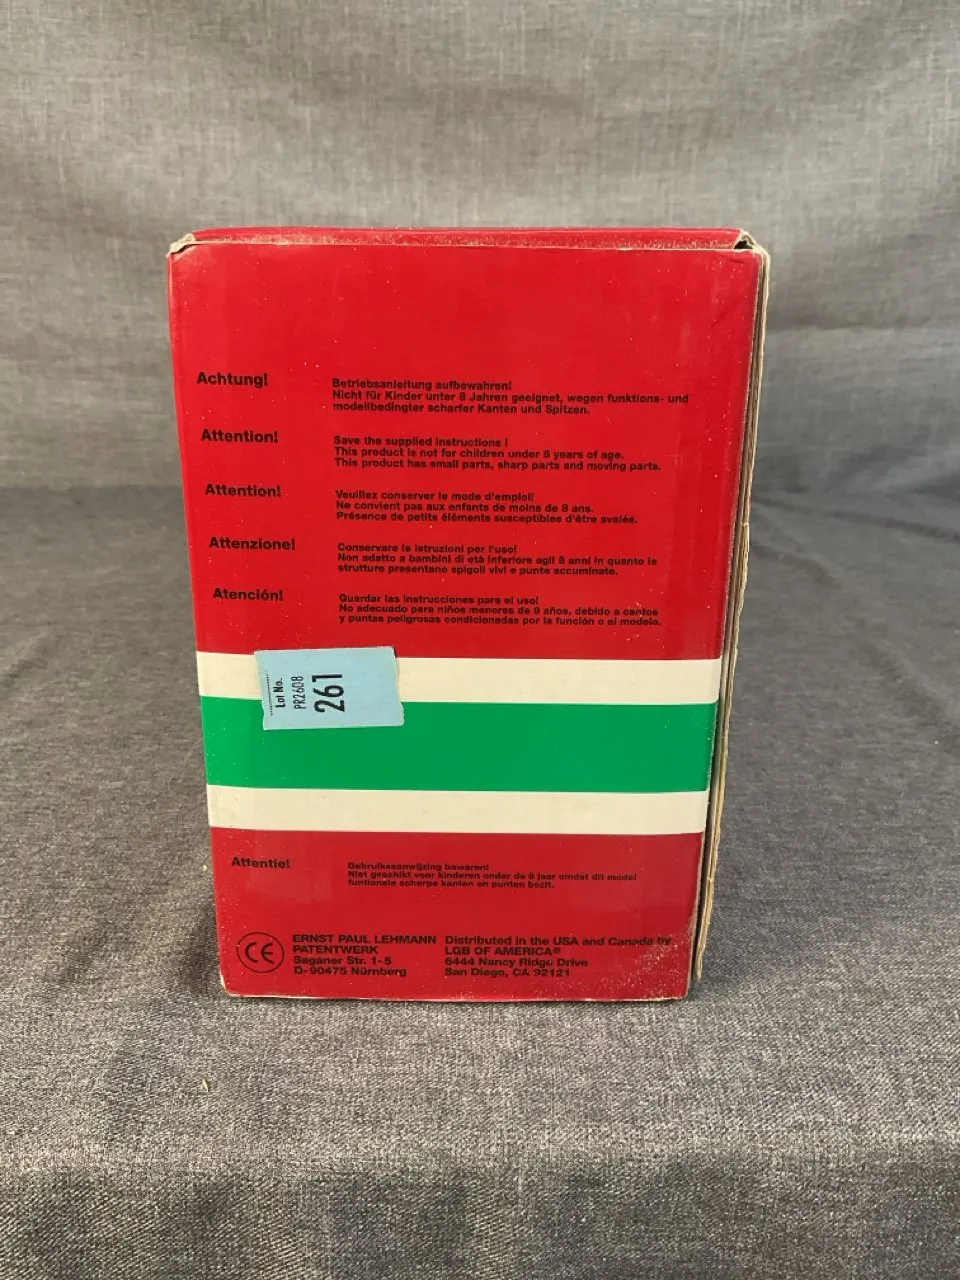 Achtung!
Betriebsanleitung aufbewahren!
Nicht für Kinder unter 8 Jahren geeignet, wegen funktions- und
modellbedingter scharfer Kanten und Spitzen.
Attention!
Save the supplied instructions !
This product is not for children under 8 years of age.
This product has small parts, sharp parts and moving parts.
Attention!
Veuillez conserver le mode d'emploi!
Ne convient pas aux enfants de moins de 8 ans.
Présence de petits éléments susceptibles d'être avalés.
Attenzione!
Conservare le istruzioni per l'uso!
Non adatto a bambini di età inferiore agli 8 anni in quanto le
strutture presentano spigoli vivi e punte accuminate.
Atención!
Guardar las instrucciones para el uso!
No adecuado para niños menores de 8 años, debido a cantos
y puntas peligrosas condicionadas por la función o el modelo.
Lot No.
PR2608
261
Attentie!
Gebruiksaanwijzing bewaren!
Niet geschikt voor kinderen onder de 8 jaar omdat dit model
funtionele scherpe kanten en punten bezit.
CE
ERNST PAUL LEHMANN
PATENTWERK
Saganer Str. 1-5
D-90475 Nürnberg
Distributed in the USA and Canada by
LGB OF AMERICA®
6444 Nancy Ridge Drive
San Diego, CA 92121